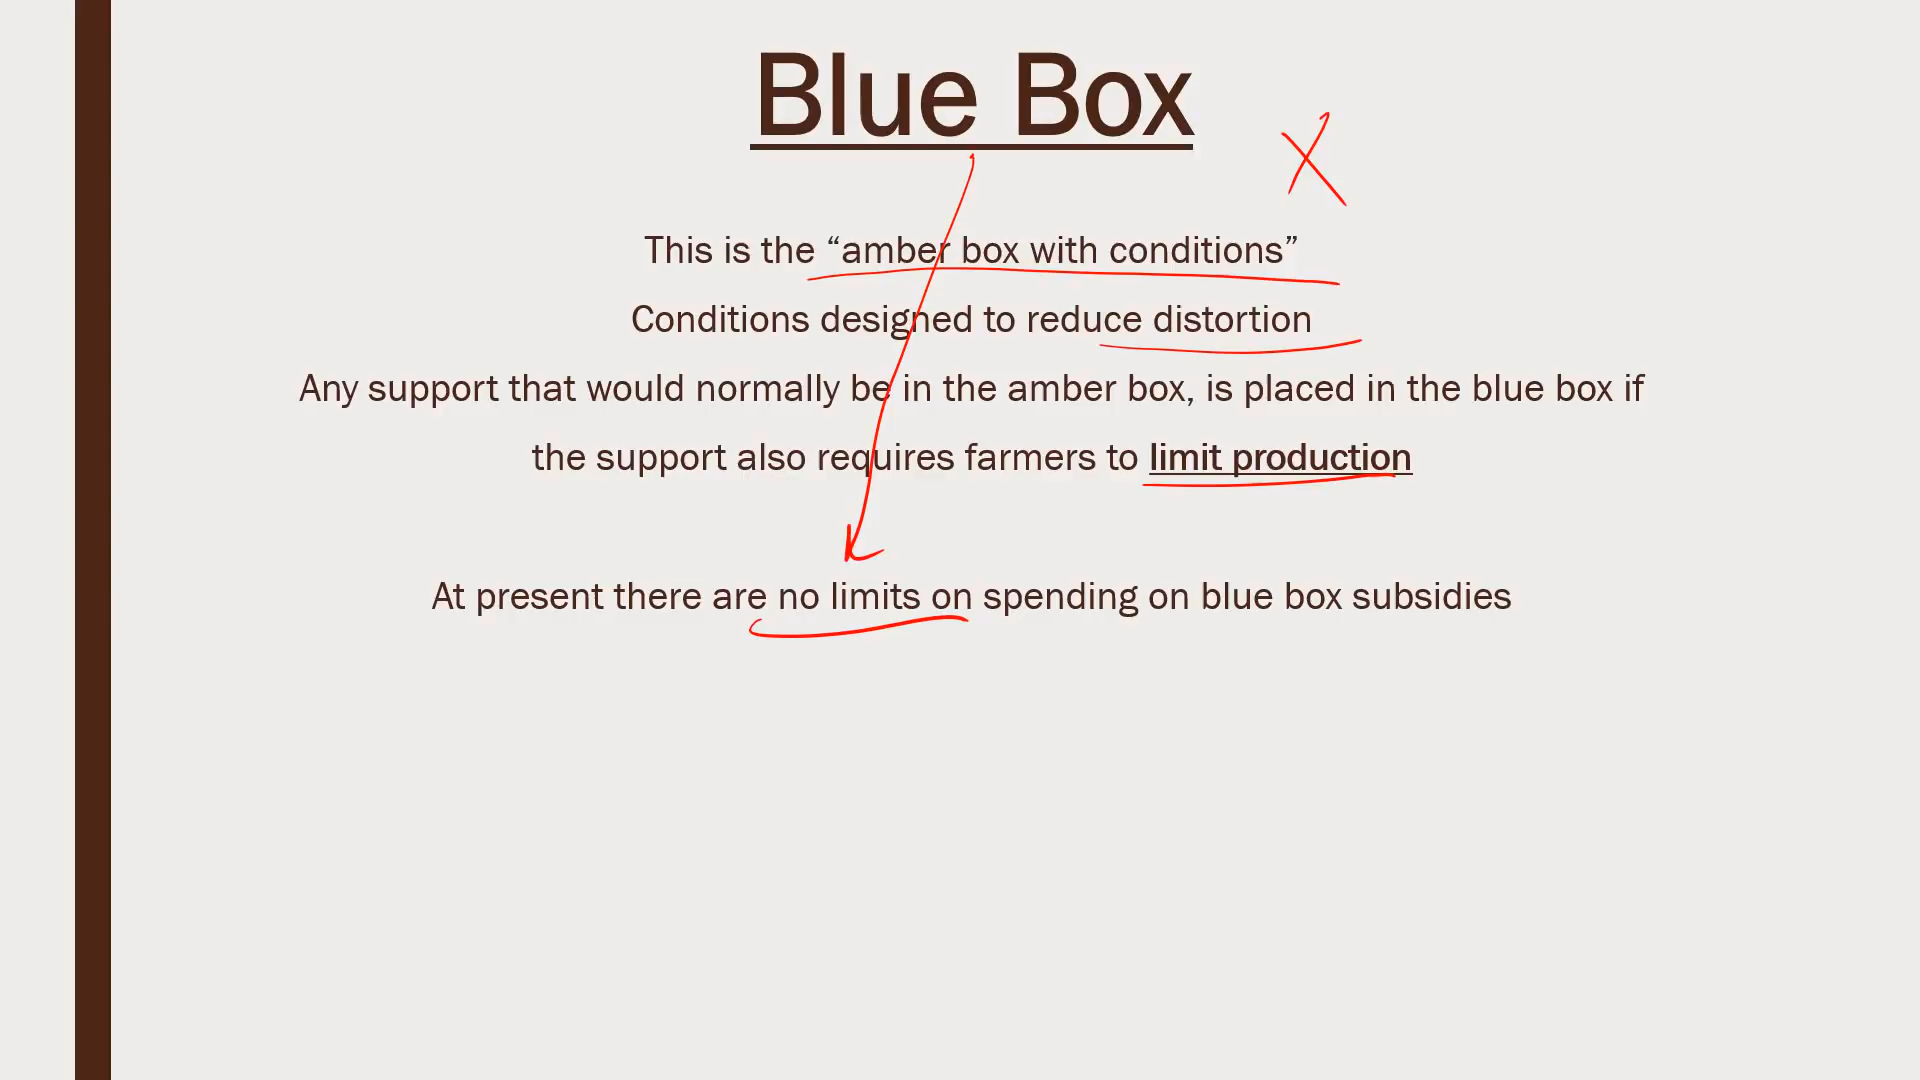 Blue Box
This is the “amber box with conditions”
Conditions designed to reduce distortion
Any support that would normally be in the amber box, is placed in the blue box if
the support also requires farmers to limit production
At present there are no limits on spending on blue box subsidies